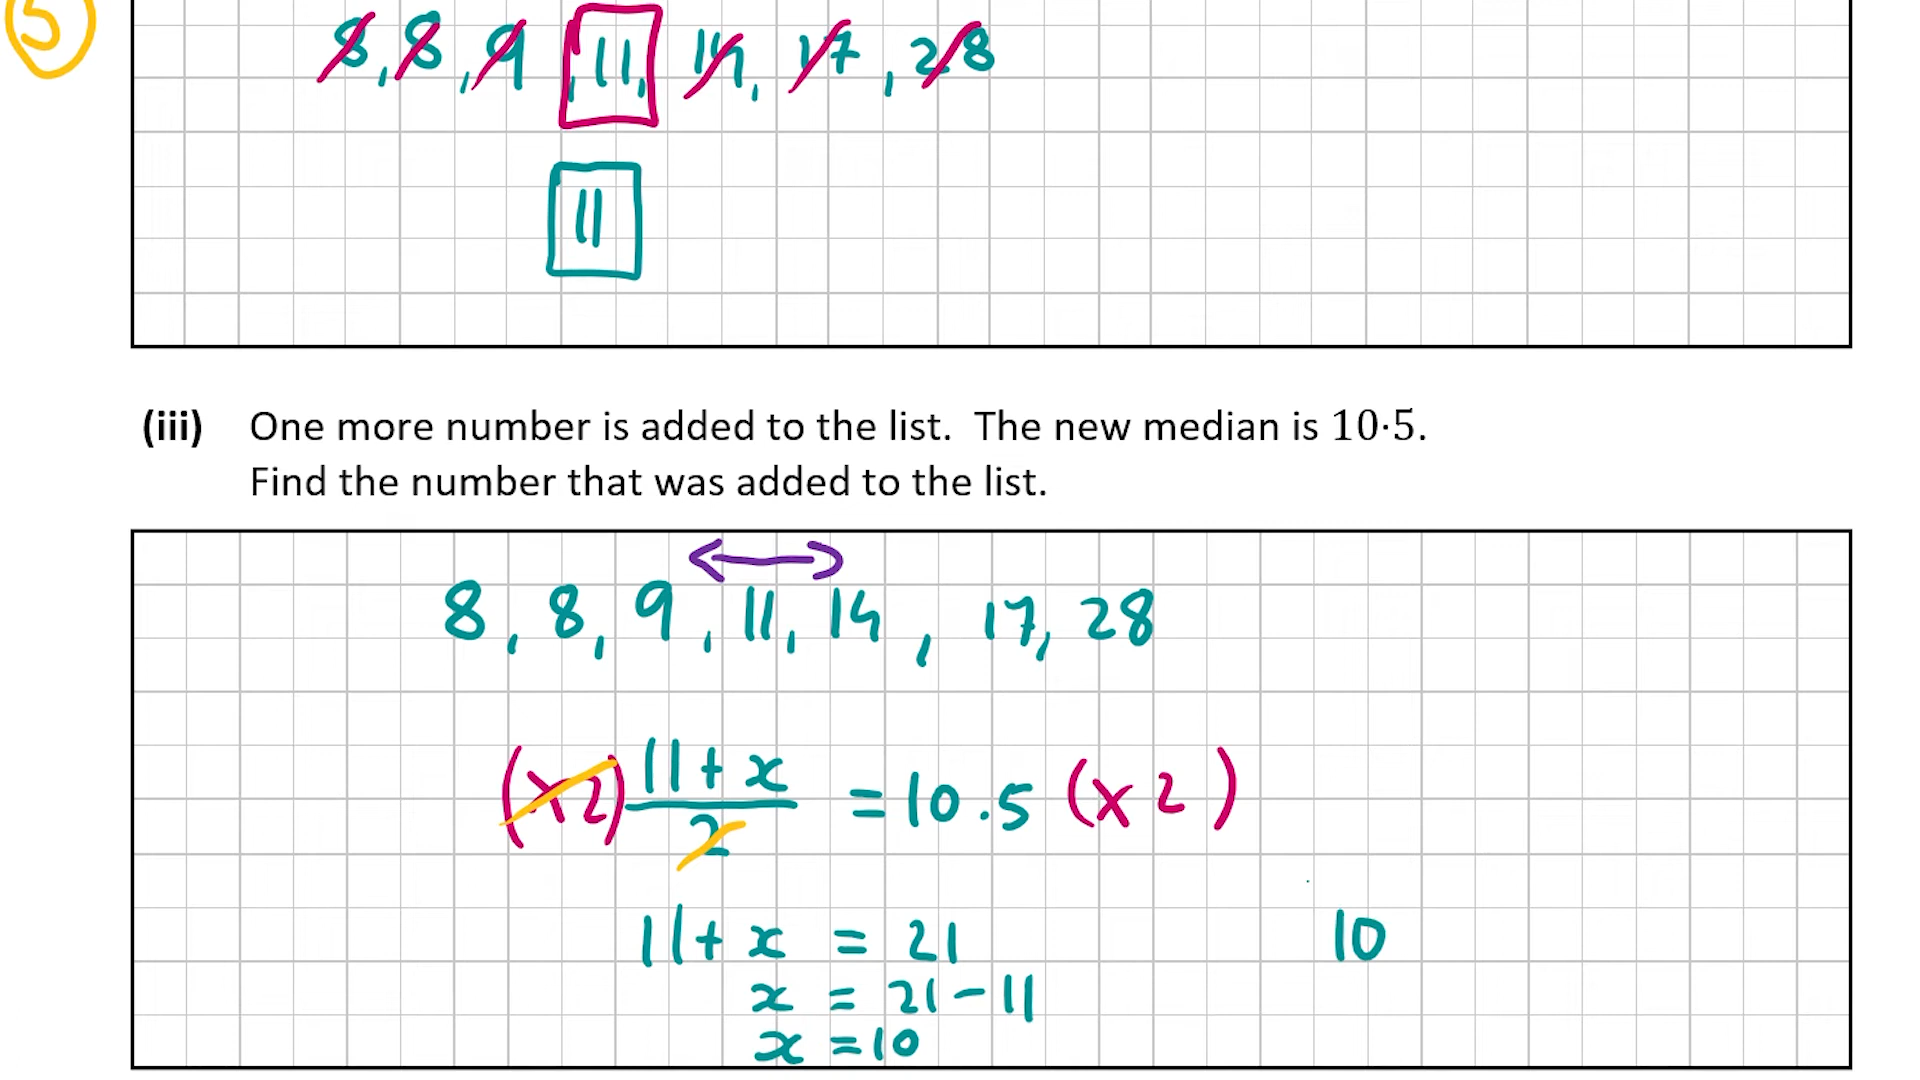 5
8, 8, 9, 11, 14, 17, 28
11
(iii) One more number is added to the list. The new median is 10·5.
Find the number that was added to the list.
8, 8, 9, 11, 14, 17, 28
(x2) 11 + x / 2 = 10.5 (x2)
11 + x = 21
10
x = 21 - 11
x = 10